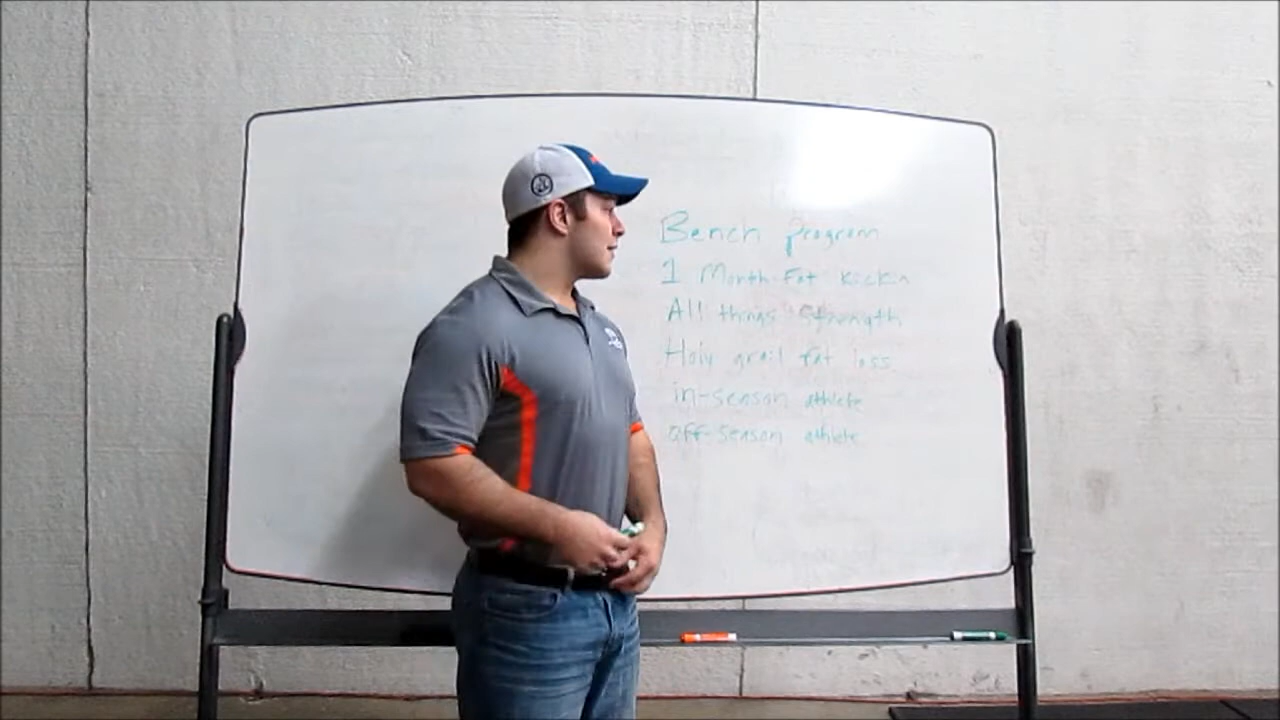 Bench Program
1 Month Fat Kickin
All things Strength
Holy grail fat loss
in-season athlete
off-season athlete